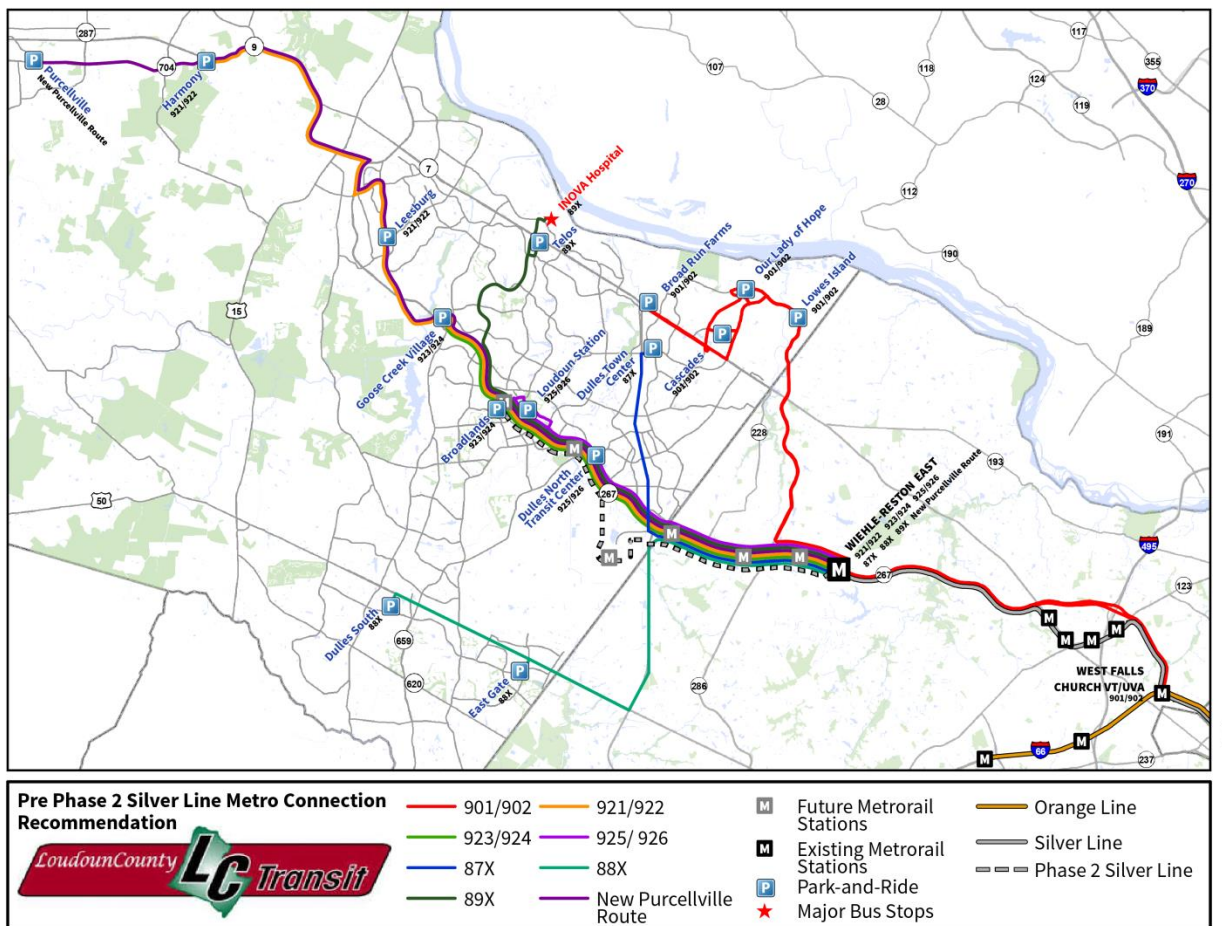 287
9
704
Purcellville
New Purcellville Route
Harmony
921/922
117
355
118
107
124
370
28
119
7
INOVA Hospital
89X
270
112
Leesburg
921/922
Telos
89X
Broad Run Farms
901/902
Our Lady of Hope
901/902
190
Lowes Island
901/902
15
189
Goose Creek Village
923/924
Loudoun Station
925/926
Dulles Town
Center
87X
Cascades
901/902
228
191
Broadlands
923/924
193
50
Dulles North
Transit Center
925/926
267
WIEHLE-RESTON EAST
921/922 923/924 925/926
87X 88X 89X New Purcellville Route
495
267
123
Dulles South
88X
659
620
East Gate
88X
286
WEST FALLS
CHURCH VT/UVA
901/902
66
237
Pre Phase 2 Silver Line Metro Connection
Recommendation
LoudounCounty
LC Transit
901/902
921/922
923/924
925/ 926
87X
88X
89X
New Purcellville
Route
M Future Metrorail
Stations
M Existing Metrorail
Stations
P Park-and-Ride
Major Bus Stops
Orange Line
Silver Line
Phase 2 Silver Line